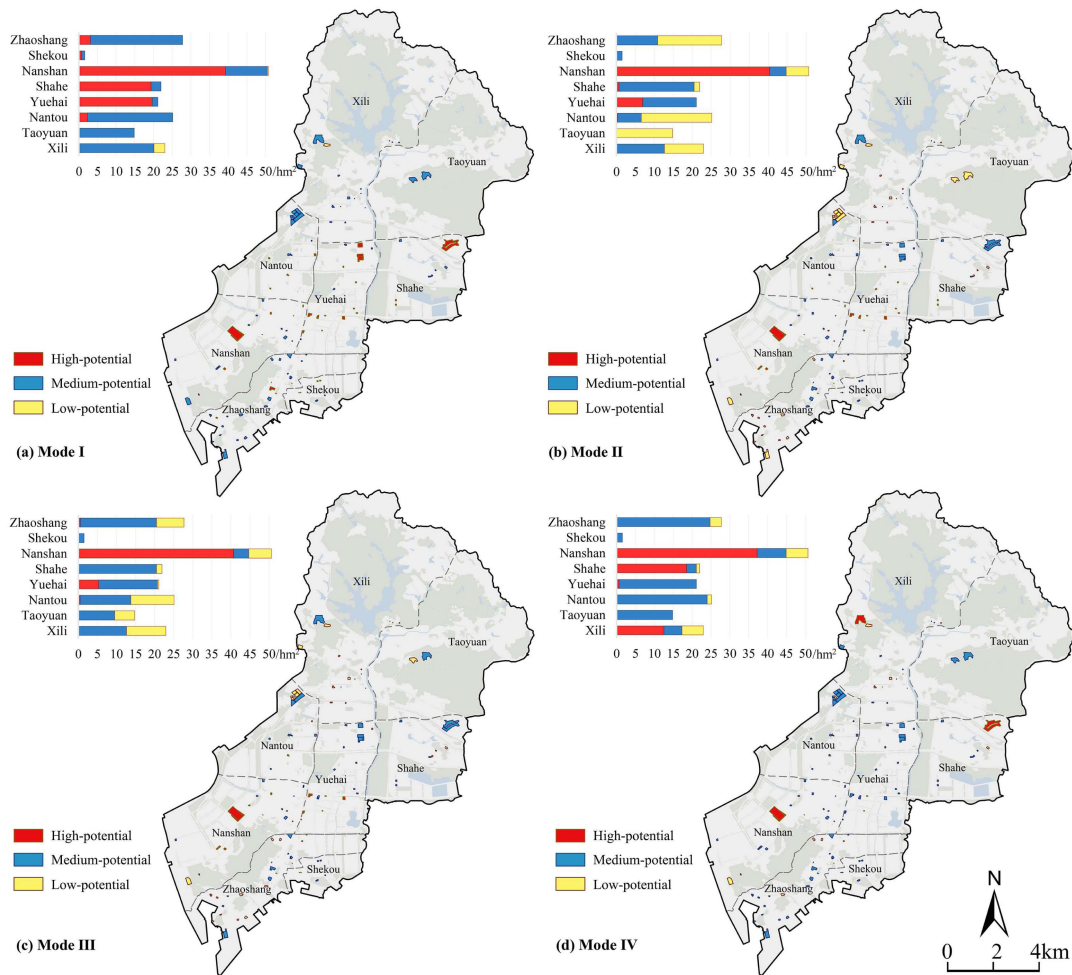 Zhaoshang
Shekou
Nanshan
Shahe
Yuehai
Nantou
Taoyuan
Xili
0 5 10 15 20 25 30 35 40 45 50/hm²
Xili
Taoyuan
Nantou
Yuehai
Shahe
Nanshan
Shekou
Zhaoshang
High-potential
Medium-potential
Low-potential
(a) Mode I
Zhaoshang
Shekou
Nanshan
Shahe
Yuehai
Nantou
Taoyuan
Xili
0 5 10 15 20 25 30 35 40 45 50/hm²
Xili
Taoyuan
Nantou
Yuehai
Shahe
Nanshan
Shekou
Zhaoshang
High-potential
Medium-potential
Low-potential
(b) Mode II
Zhaoshang
Shekou
Nanshan
Shahe
Yuehai
Nantou
Taoyuan
Xili
0 5 10 15 20 25 30 35 40 45 50/hm²
Xili
Taoyuan
Nantou
Yuehai
Shahe
Nanshan
Shekou
Zhaoshang
High-potential
Medium-potential
Low-potential
(c) Mode III
Zhaoshang
Shekou
Nanshan
Shahe
Yuehai
Nantou
Taoyuan
Xili
0 5 10 15 20 25 30 35 40 45 50/hm²
Xili
Taoyuan
Nantou
Yuehai
Shahe
Nanshan
Shekou
Zhaoshang
High-potential
Medium-potential
Low-potential
(d) Mode IV
N
0 2 4km